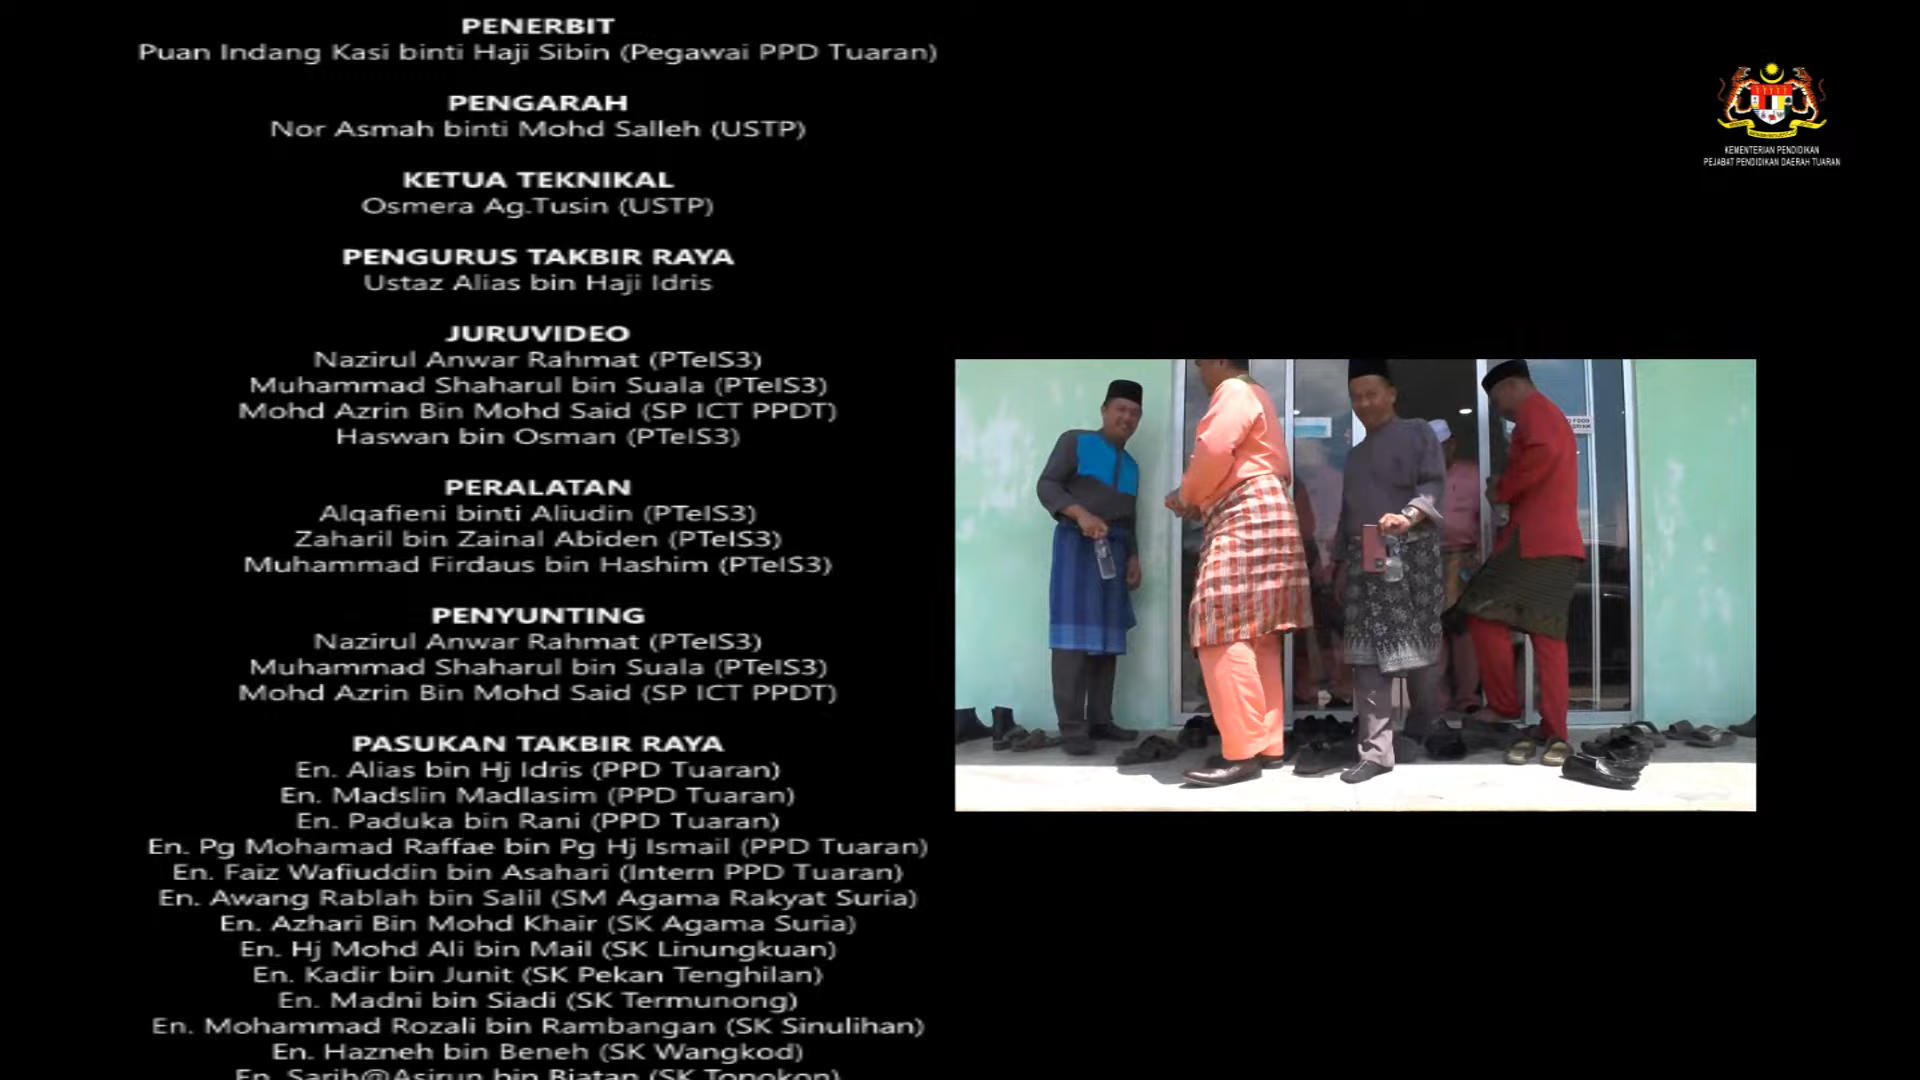 PENERBIT
Puan Indang Kasi binti Haji Sibin (Pegawai PPD Tuaran)
PENGARAH
Nor Asmah binti Mohd Salleh (USTP)
KETUA TEKNIKAL
Osmera Ag.Tusin (USTP)
PENGURUS TAKBIR RAYA
Ustaz Alias bin Haji Idris
JURUVIDEO
Nazirul Anwar Rahmat (PTeIS3)
Muhammad Shaharul bin Suala (PTeIS3)
Mohd Azrin Bin Mohd Said (SP ICT PPDT)
Haswan bin Osman (PTeIS3)
PERALATAN
Alqafieni binti Aliudin (PTeIS3)
Zaharil bin Zainal Abiden (PTeIS3)
Muhammad Firdaus bin Hashim (PTeIS3)
PENYUNTING
Nazirul Anwar Rahmat (PTeIS3)
Muhammad Shaharul bin Suala (PTeIS3)
Mohd Azrin Bin Mohd Said (SP ICT PPDT)
PASUKAN TAKBIR RAYA
En. Alias bin Hj Idris (PPD Tuaran)
En. Madslin Madlasim (PPD Tuaran)
En. Paduka bin Rani (PPD Tuaran)
En. Pg Mohamad Raffae bin Pg Hj Ismail (PPD Tuaran)
En. Faiz Wafiuddin bin Asahari (Intern PPD Tuaran)
En. Awang Rablah bin Salil (SM Agama Rakyat Suria)
En. Azhari Bin Mohd Khair (SK Agama Suria)
En. Hj Mohd Ali bin Mail (SK Linungkuan)
En. Kadir bin Junit (SK Pekan Tenghilan)
En. Madni bin Siadi (SK Termunong)
En. Mohammad Rozali bin Rambangan (SK Sinulihan)
En. Hazneh bin Beneh (SK Wangkod)
En. Sarih@Asirun bin Biatan (SK Topokon)
KEMENTERIAN PENDIDIKAN
PEJABAT PENDIDIKAN DAERAH TUARAN
FOOD